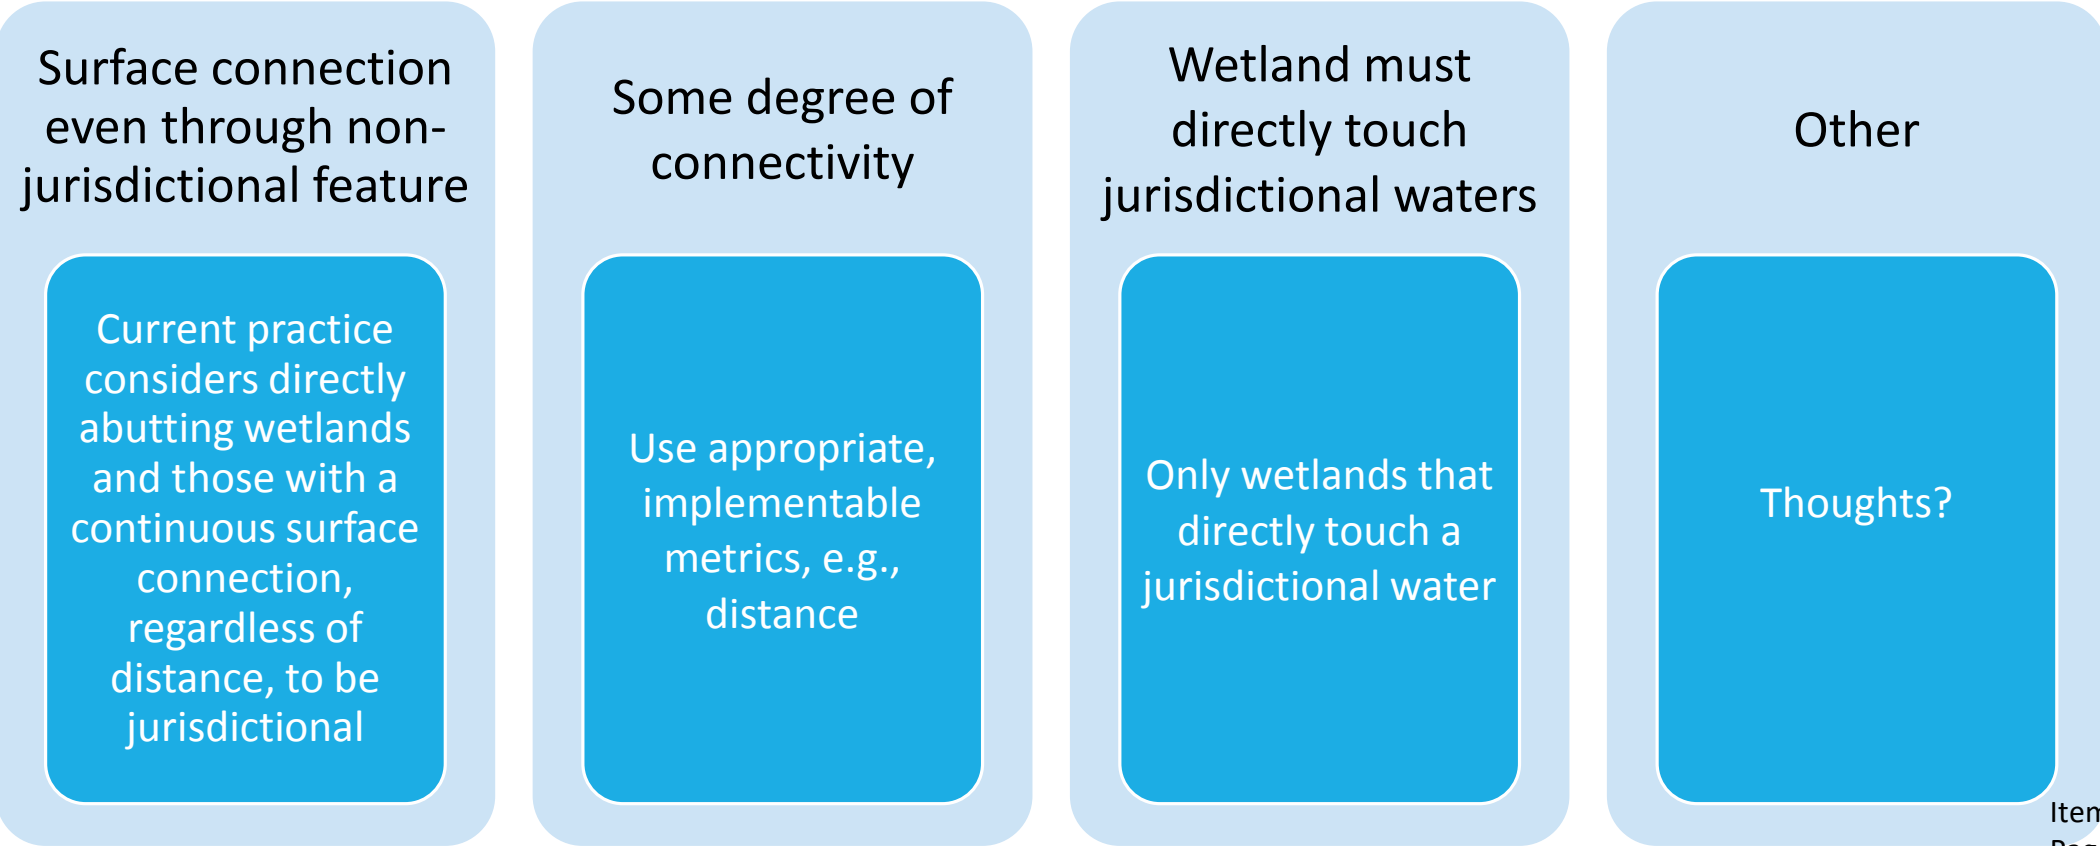 Surface connection
even through non-
jurisdictional feature
Current practice
considers directly
abutting wetlands
and those with a
continuous surface
connection,
regardless of
distance, to be
jurisdictional
Some degree of
connectivity
Use appropriate,
implementable
metrics, e.g.,
distance
Wetland must
directly touch
jurisdictional waters
Only wetlands that
directly touch a
jurisdictional water
Other
Thoughts?
Item